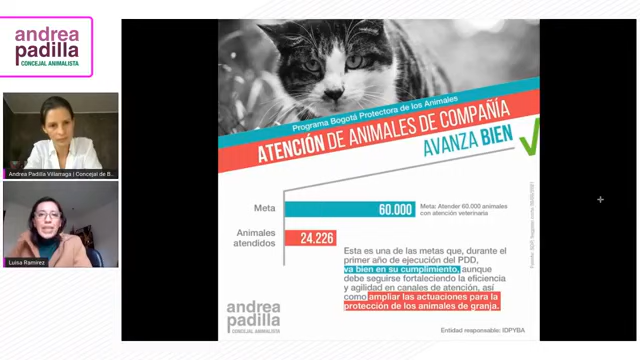 andrea
padilla
CONCEJAL ANIMALISTA
Andrea Padilla Villarraga | Concejal de B...
Luisa Ramirez
Programa Bogotá Protectora de los Animales
ATENCIÓN DE ANIMALES DE COMPAÑÍA
AVANZA BIEN
Meta
60.000
Meta: Atender 60.000 animales
con atención veterinaria
Animales
atendidos
24.226
Esta es una de las metas que, durante el
primer año de ejecución del PDD,
va bien en su cumplimiento, aunque
debe seguirse fortaleciendo la eficiencia
y agilidad en canales de atención, así
como ampliar las actuaciones para la
protección de los animales de granja.
andrea
padilla
CONCEJAL ANIMALISTA
Entidad responsable: IDPYBA